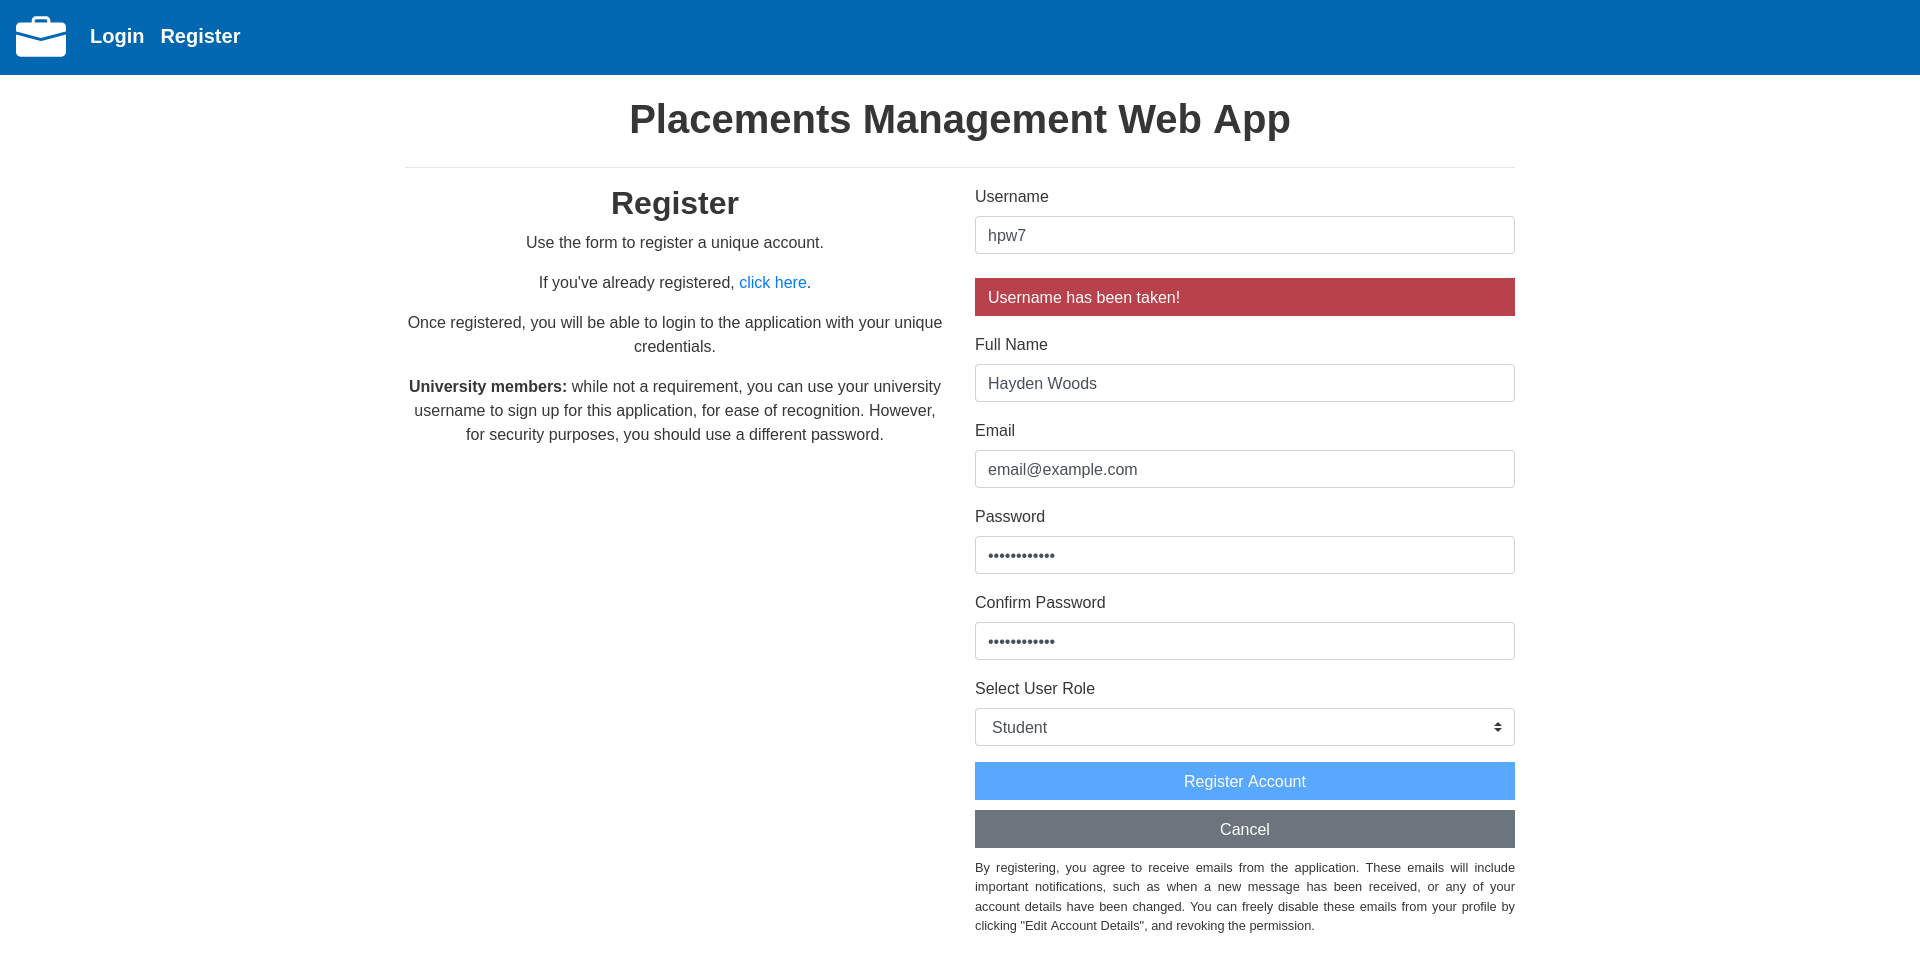 Login Register
Placements Management Web App
Register
Use the form to register a unique account.
If you've already registered, click here.
Once registered, you will be able to login to the application with your unique
credentials.
University members: while not a requirement, you can use your university
username to sign up for this application, for ease of recognition. However,
for security purposes, you should use a different password.
Username
hpw7
Username has been taken!
Full Name
Hayden Woods
Email
email@example.com
Password
••••••••••••
Confirm Password
••••••••••••
Select User Role
Student
Register Account
Cancel
By registering, you agree to receive emails from the application. These emails will include
important notifications, such as when a new message has been received, or any of your
account details have been changed. You can freely disable these emails from your profile by
clicking "Edit Account Details", and revoking the permission.